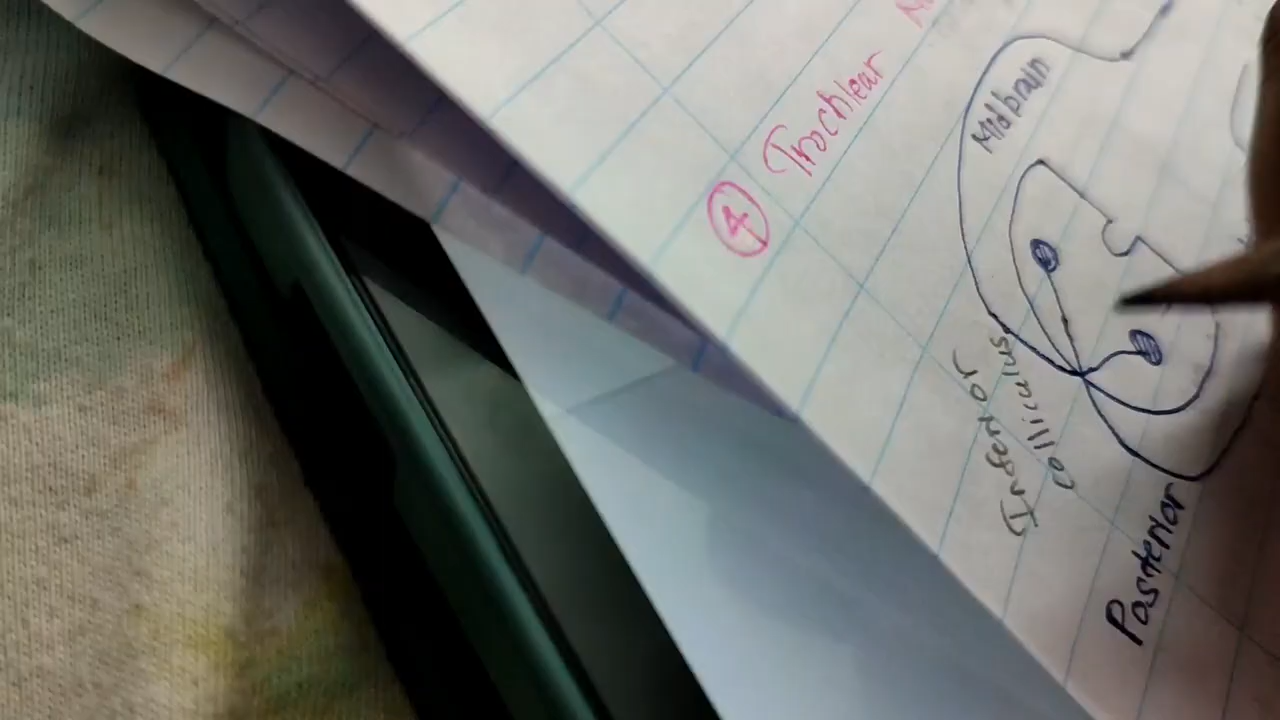 ④ Trochlear
Midbrain
Inferior
colliculus
Posterior